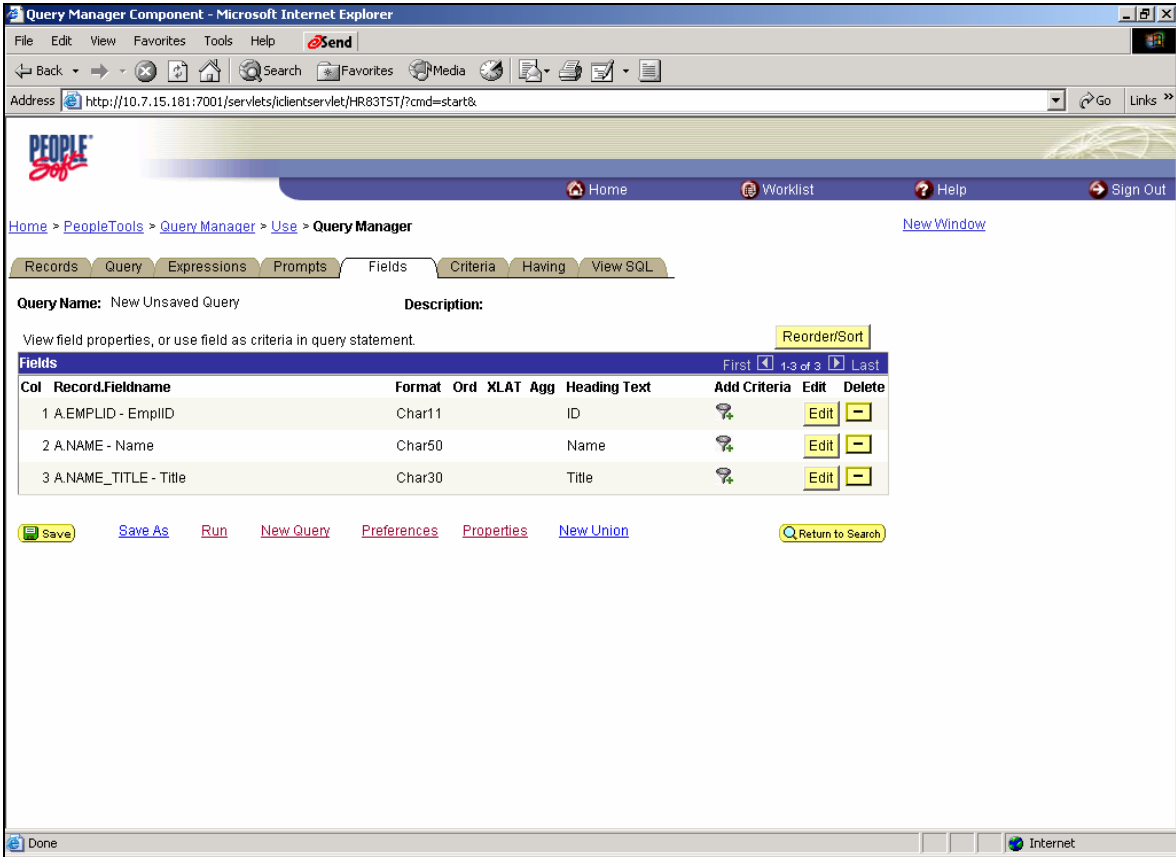 Query Manager Component - Microsoft Internet Explorer
File Edit View Favorites Tools Help Send
Back Search Favorites Media
Address http://10.7.15.181:7001/servlets/iclientservlet/HR83TST/?cmd=start& Go Links »
PEOPLE
Soft
Home Worklist Help Sign Out
Home > PeopleTools > Query Manager > Use > Query Manager New Window
Records Query Expressions Prompts Fields Criteria Having View SQL
Query Name: New Unsaved Query Description:
View field properties, or use field as criteria in query statement. Reorder/Sort
Fields First 1-3 of 3 Last
Col Record.Fieldname Format Ord XLAT Agg Heading Text Add Criteria Edit Delete
1 A.EMPLID - EmplID Char11 ID Edit
2 A.NAME - Name Char50 Name Edit
3 A.NAME_TITLE - Title Char30 Title Edit
Save Save As Run New Query Preferences Properties New Union Return to Search
Done Internet